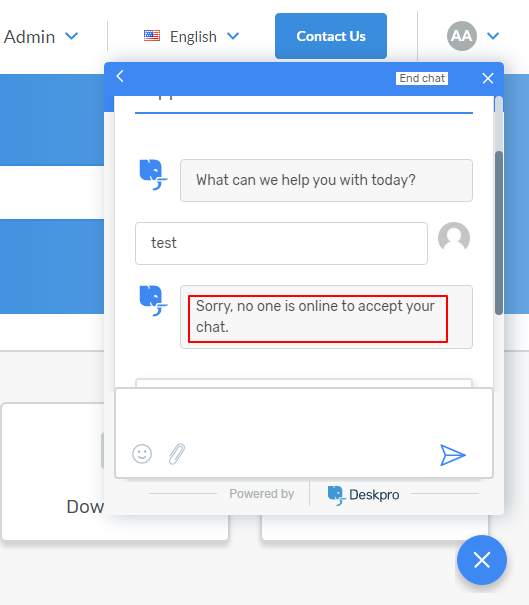 Admin
English
Contact Us
AA
End chat
What can we help you with today?
test
Sorry, no one is online to accept your
chat.
Powered by
Deskpro